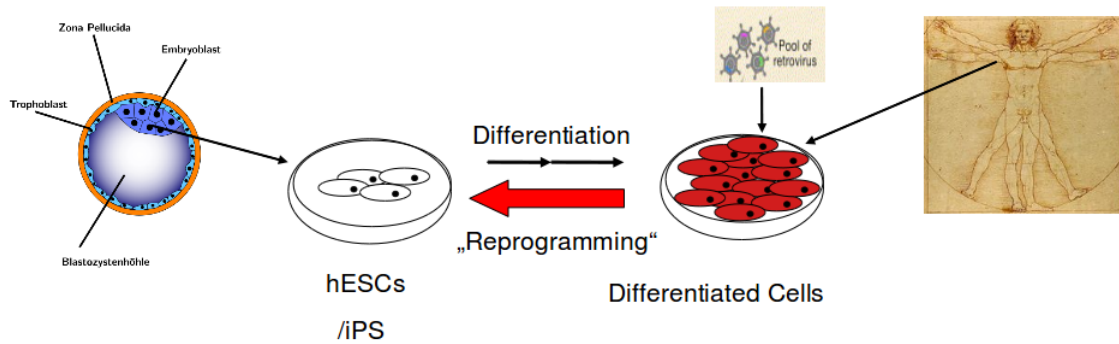 Zona Pellucida
Embryoblast
Trophoblast
Blastozystenhöhle
hESCs
/iPS
Differentiation
„Reprogramming“
Pool of
retrovirus
Differentiated Cells